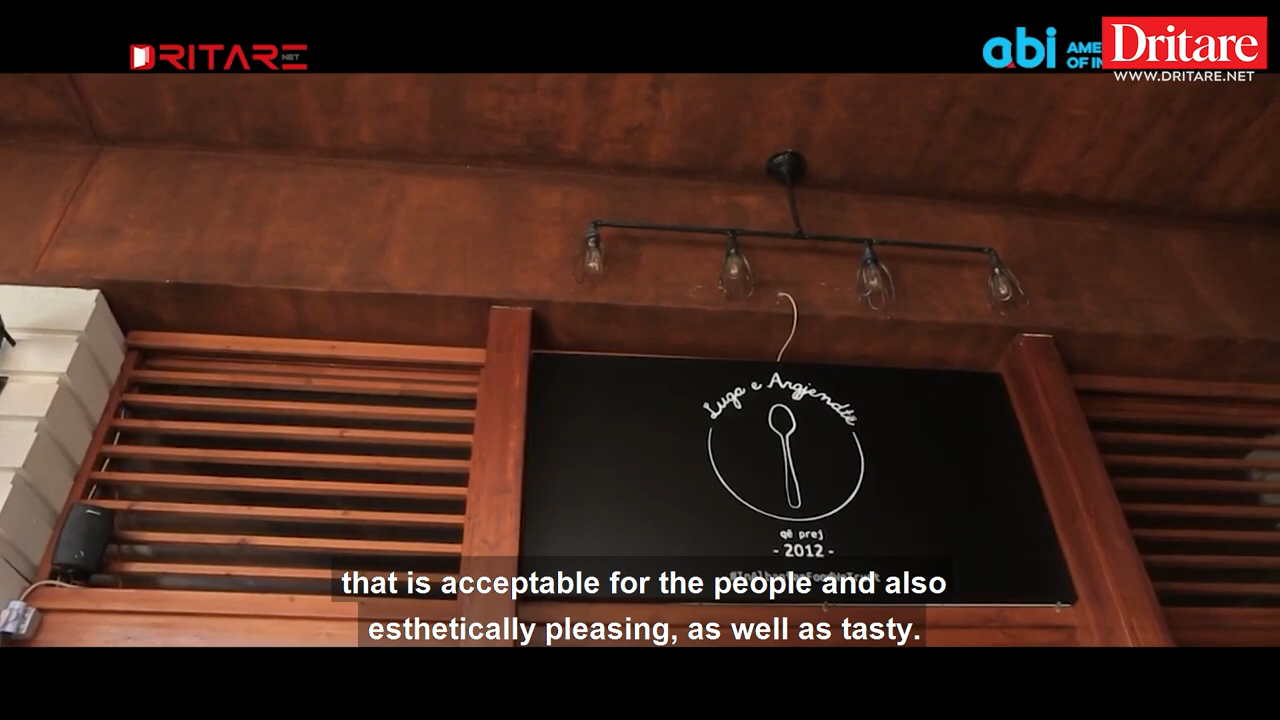 DRITARE
NET
abi AME
OF IN
Dritare
WWW.DRITARE.NET
Luga e Argjendtë
që prej
- 2012 -
that is acceptable for the people and also
esthetically pleasing, as well as tasty.